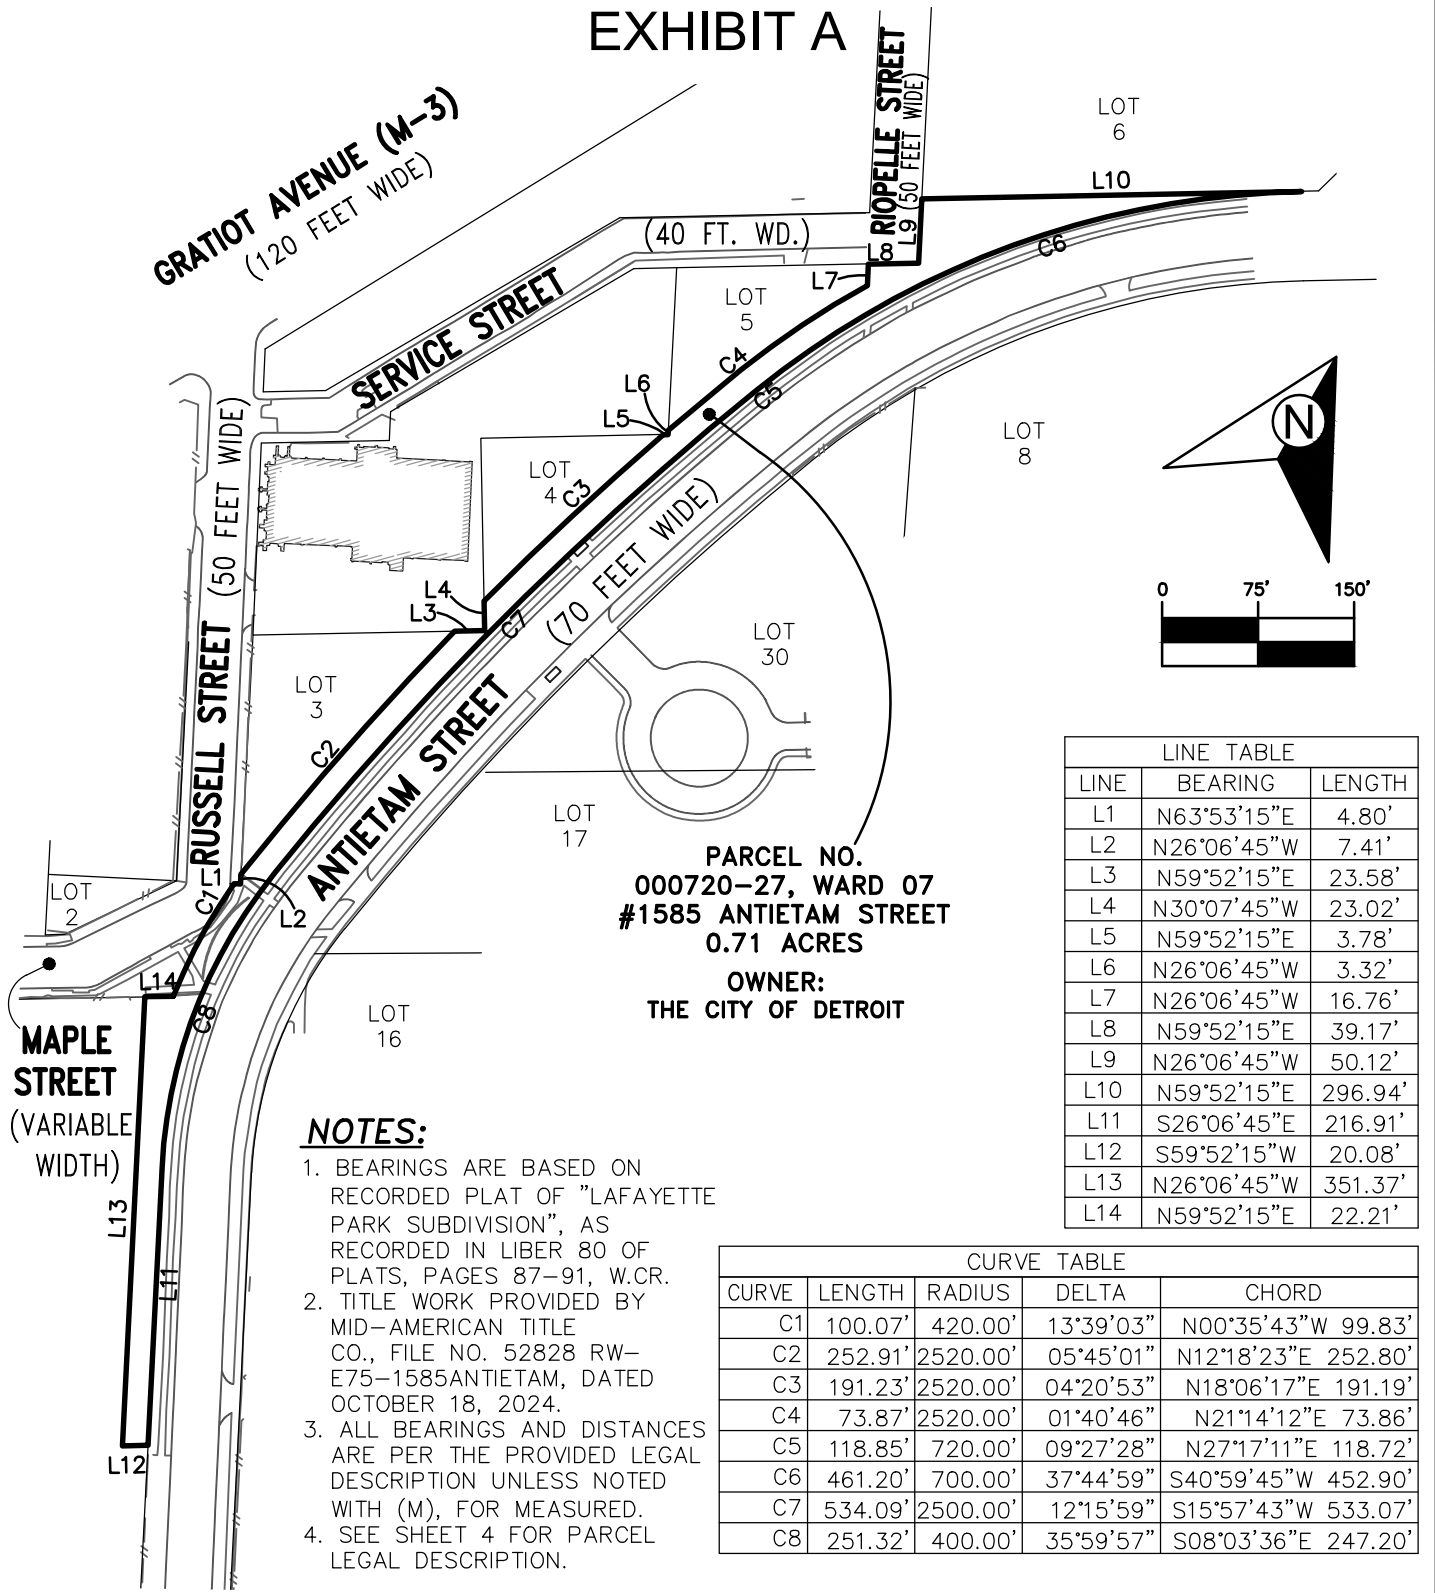 EXHIBIT A
GRATIOT AVENUE (M-3)
(120 FEET WIDE)
RIOPELLE STREET
(50 FEET WIDE)
L9
LOT
6
L10
(40 FT. WD.)
L8
L7
C6
SERVICE STREET
LOT
5
C4
C5
L6
L5
LOT
4
C3
LOT
8
N
RUSSELL STREET (50 FEET WIDE)
L4
L3
C7
(70 FEET WIDE)
ANTIETAM STREET
LOT
30
0 75' 150'
LOT
3
C2
LOT
17
LOT
2
C1
L1
L2
L14
C8
LOT
16
MAPLE
STREET
(VARIABLE
WIDTH)
L13
L11
L12
PARCEL NO.
000720-27, WARD 07
#1585 ANTIETAM STREET
0.71 ACRES
OWNER:
THE CITY OF DETROIT
LINE TABLE
LINE BEARING LENGTH
L1 N63°53'15"E 4.80'
L2 N26°06'45"W 7.41'
L3 N59°52'15"E 23.58'
L4 N30°07'45"W 23.02'
L5 N59°52'15"E 3.78'
L6 N26°06'45"W 3.32'
L7 N26°06'45"W 16.76'
L8 N59°52'15"E 39.17'
L9 N26°06'45"W 50.12'
L10 N59°52'15"E 296.94'
L11 S26°06'45"E 216.91'
L12 S59°52'15"W 20.08'
L13 N26°06'45"W 351.37'
L14 N59°52'15"E 22.21'
NOTES:
1. BEARINGS ARE BASED ON
RECORDED PLAT OF "LAFAYETTE
PARK SUBDIVISION", AS
RECORDED IN LIBER 80 OF
PLATS, PAGES 87-91, W.CR.
2. TITLE WORK PROVIDED BY
MID-AMERICAN TITLE
CO., FILE NO. 52828 RW-
E75-1585ANTIETAM, DATED
OCTOBER 18, 2024.
3. ALL BEARINGS AND DISTANCES
ARE PER THE PROVIDED LEGAL
DESCRIPTION UNLESS NOTED
WITH (M), FOR MEASURED.
4. SEE SHEET 4 FOR PARCEL
LEGAL DESCRIPTION.
CURVE TABLE
CURVE LENGTH RADIUS DELTA CHORD
C1 100.07' 420.00' 13°39'03" N00°35'43"W 99.83'
C2 252.91' 2520.00' 05°45'01" N12°18'23"E 252.80'
C3 191.23' 2520.00' 04°20'53" N18°06'17"E 191.19'
C4 73.87' 2520.00' 01°40'46" N21°14'12"E 73.86'
C5 118.85' 720.00' 09°27'28" N27°17'11"E 118.72'
C6 461.20' 700.00' 37°44'59" S40°59'45"W 452.90'
C7 534.09' 2500.00' 12°15'59" S15°57'43"W 533.07'
C8 251.32' 400.00' 35°59'57" S08°03'36"E 247.20'